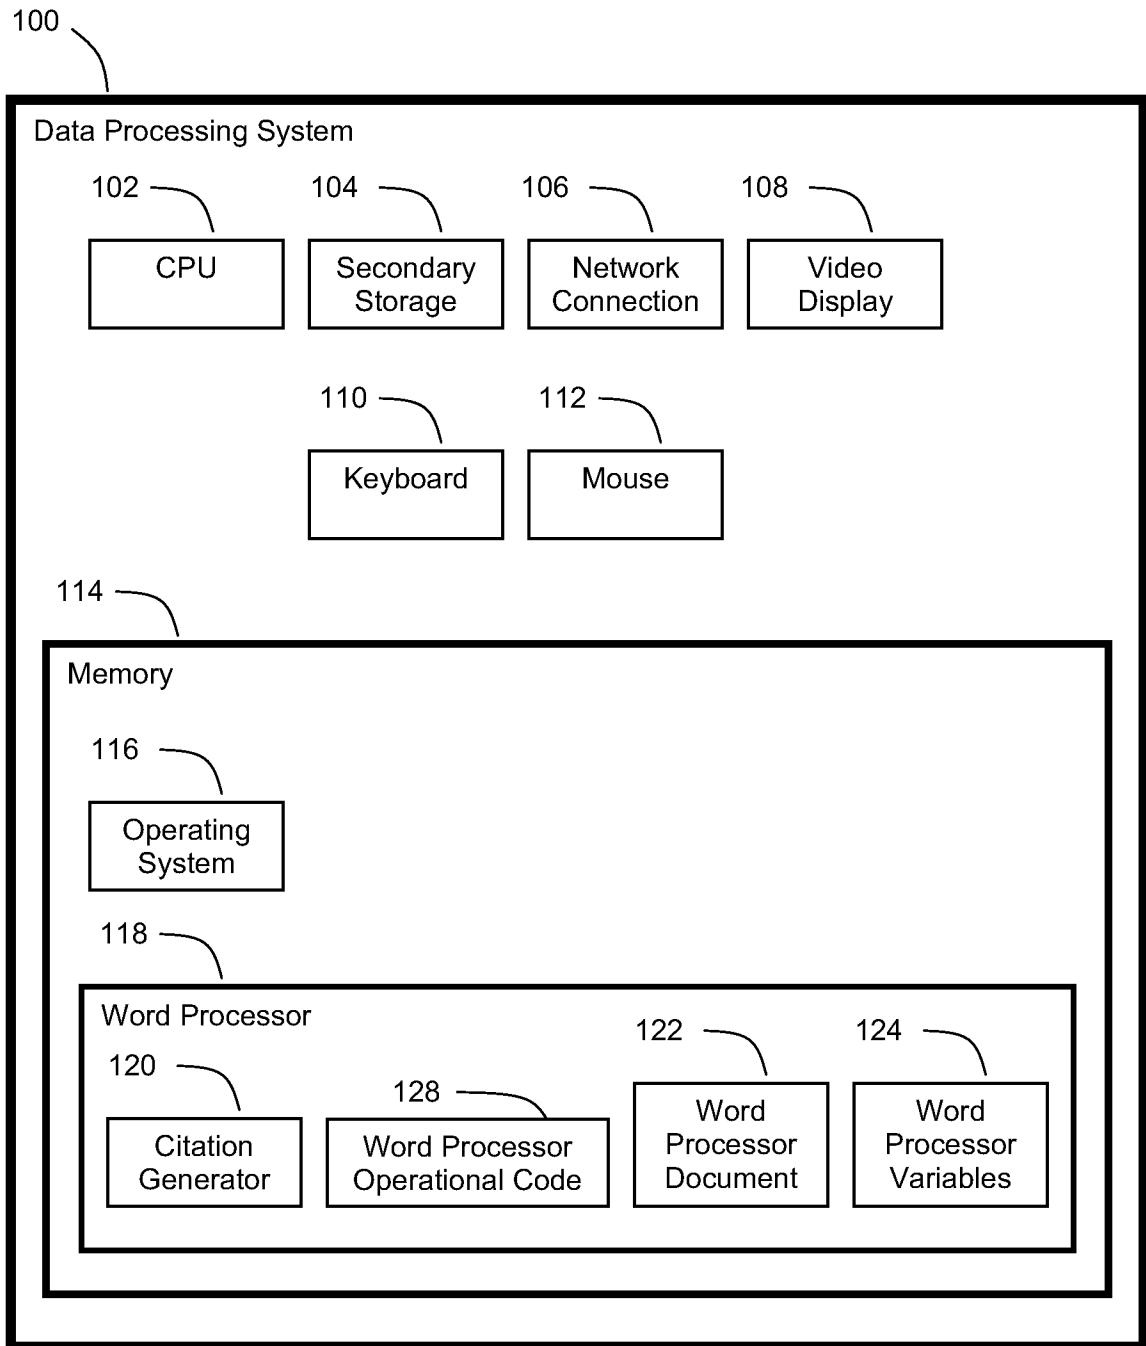 100
Data Processing System
102
104
106
108
CPU
Secondary
Storage
Network
Connection
Video
Display
110
112
Keyboard
Mouse
114
Memory
116
Operating
System
118
Word Processor
120
128
122
124
Citation
Generator
Word Processor
Operational Code
Word
Processor
Document
Word
Processor
Variables